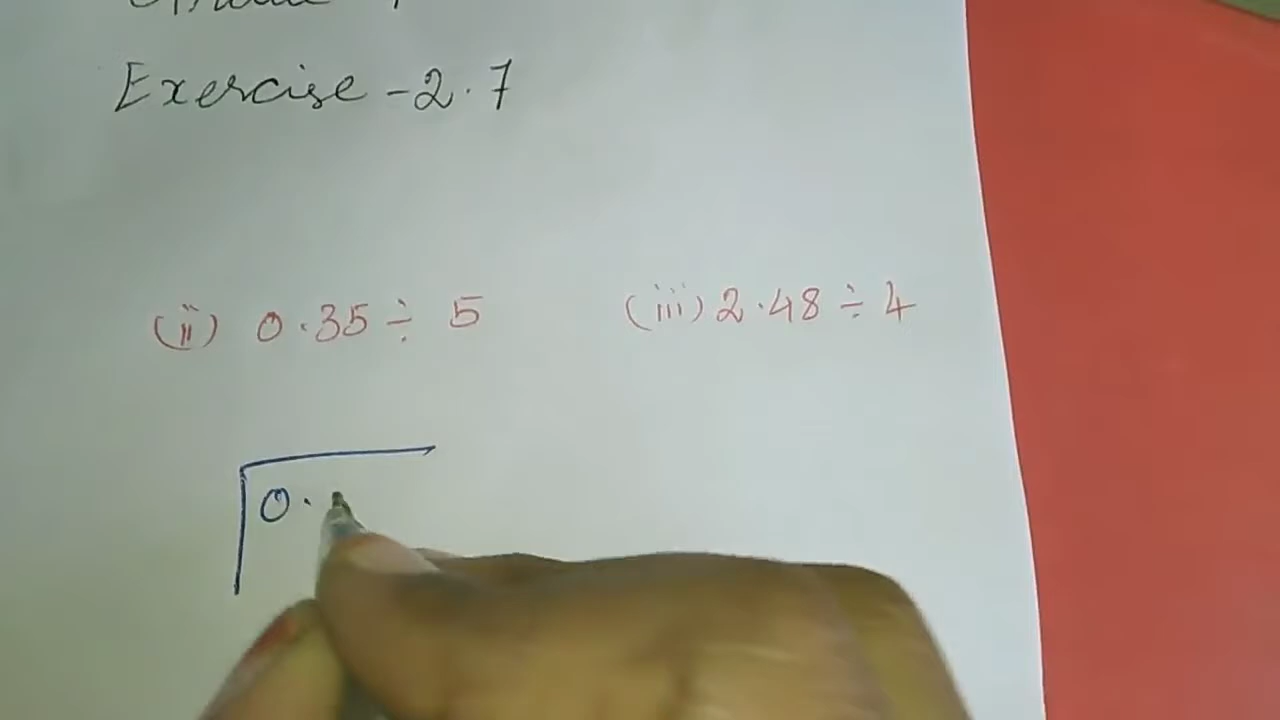 Exercise - 2.7
(ii) 0.35 ÷ 5 (iii) 2.48 ÷ 4
0.